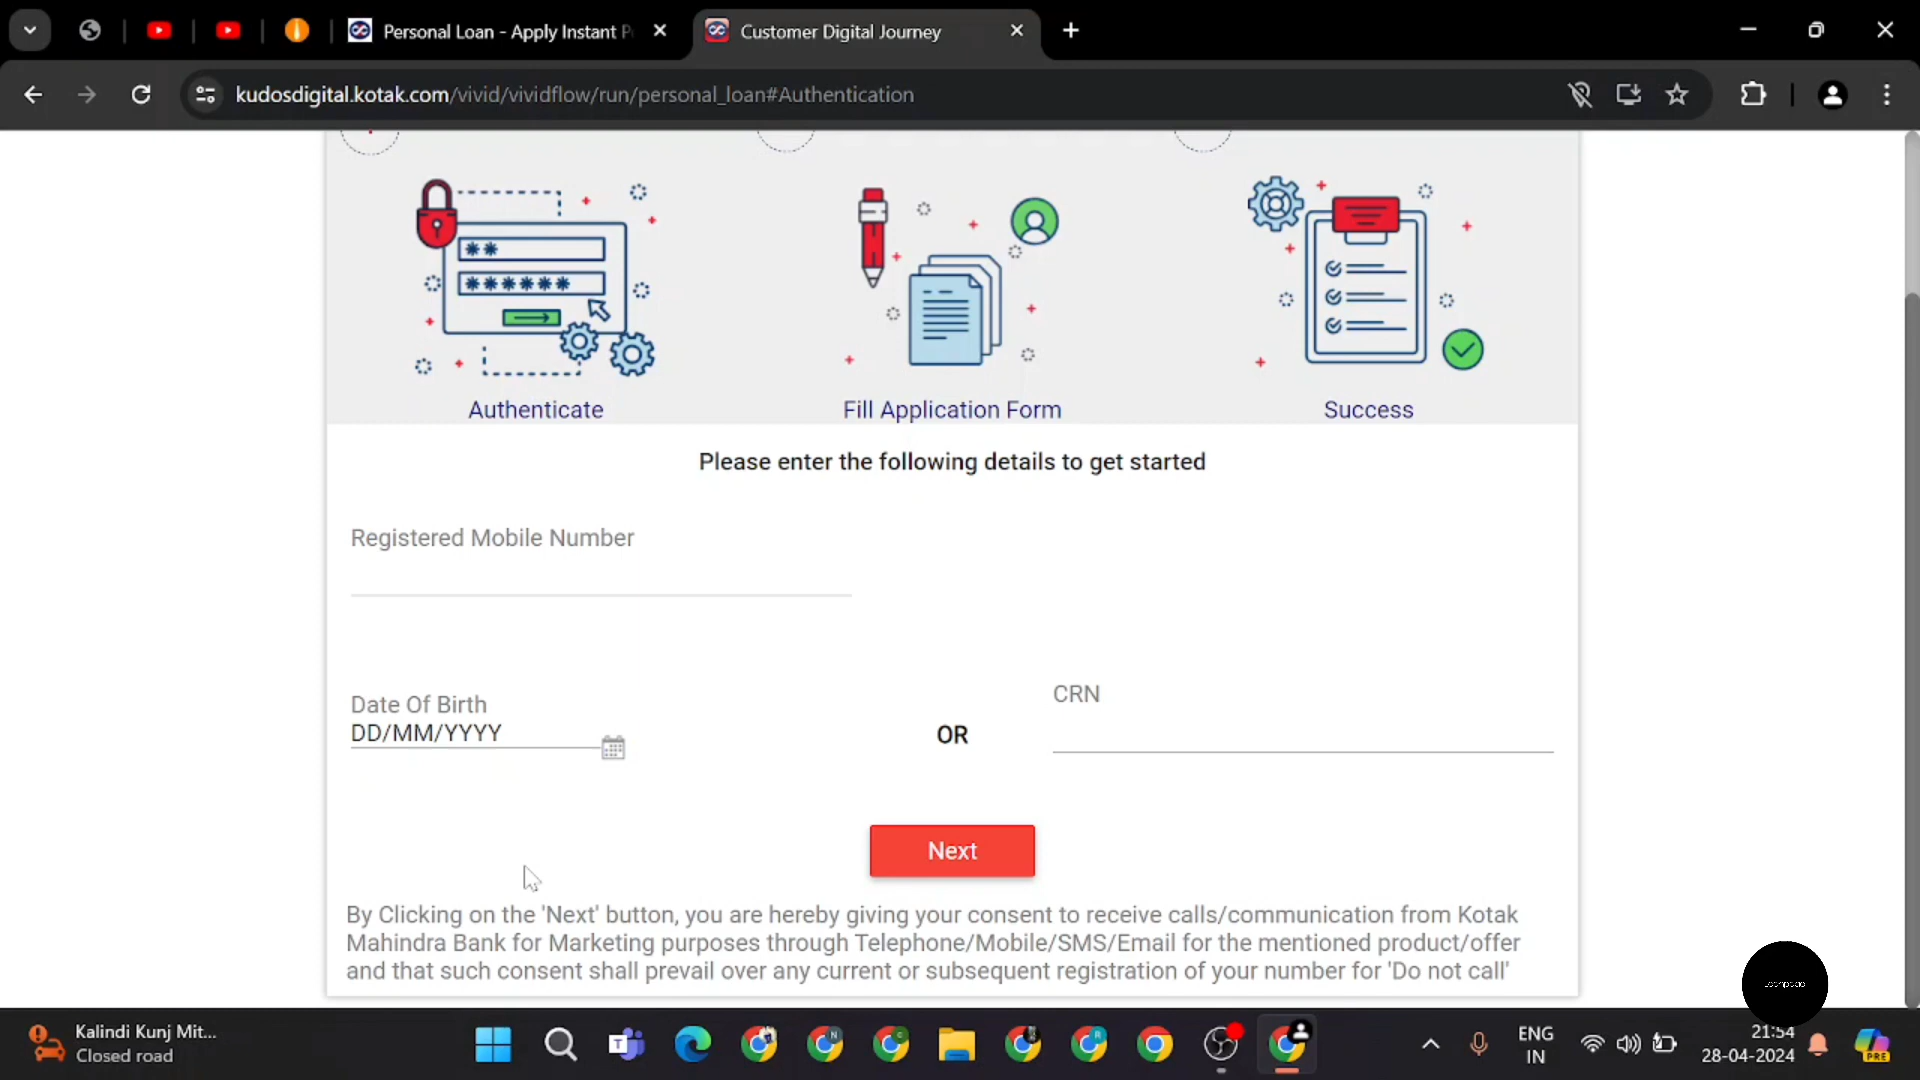 Personal Loan - Apply Instant P
Customer Digital Journey
kudosdigital.kotak.com/vivid/vividflow/run/personal_loan#Authentication
Authenticate
Fill Application Form
Success
Please enter the following details to get started
Registered Mobile Number
Date Of Birth
DD/MM/YYYY
OR
CRN
Next
By Clicking on the 'Next' button, you are hereby giving your consent to receive calls/communication from Kotak
Mahindra Bank for Marketing purposes through Telephone/Mobile/SMS/Email for the mentioned product/offer
and that such consent shall prevail over any current or subsequent registration of your number for 'Do not call'
Kalindi Kunj Mit...
Closed road
ENG
IN
21:54
28-04-2024
PRE